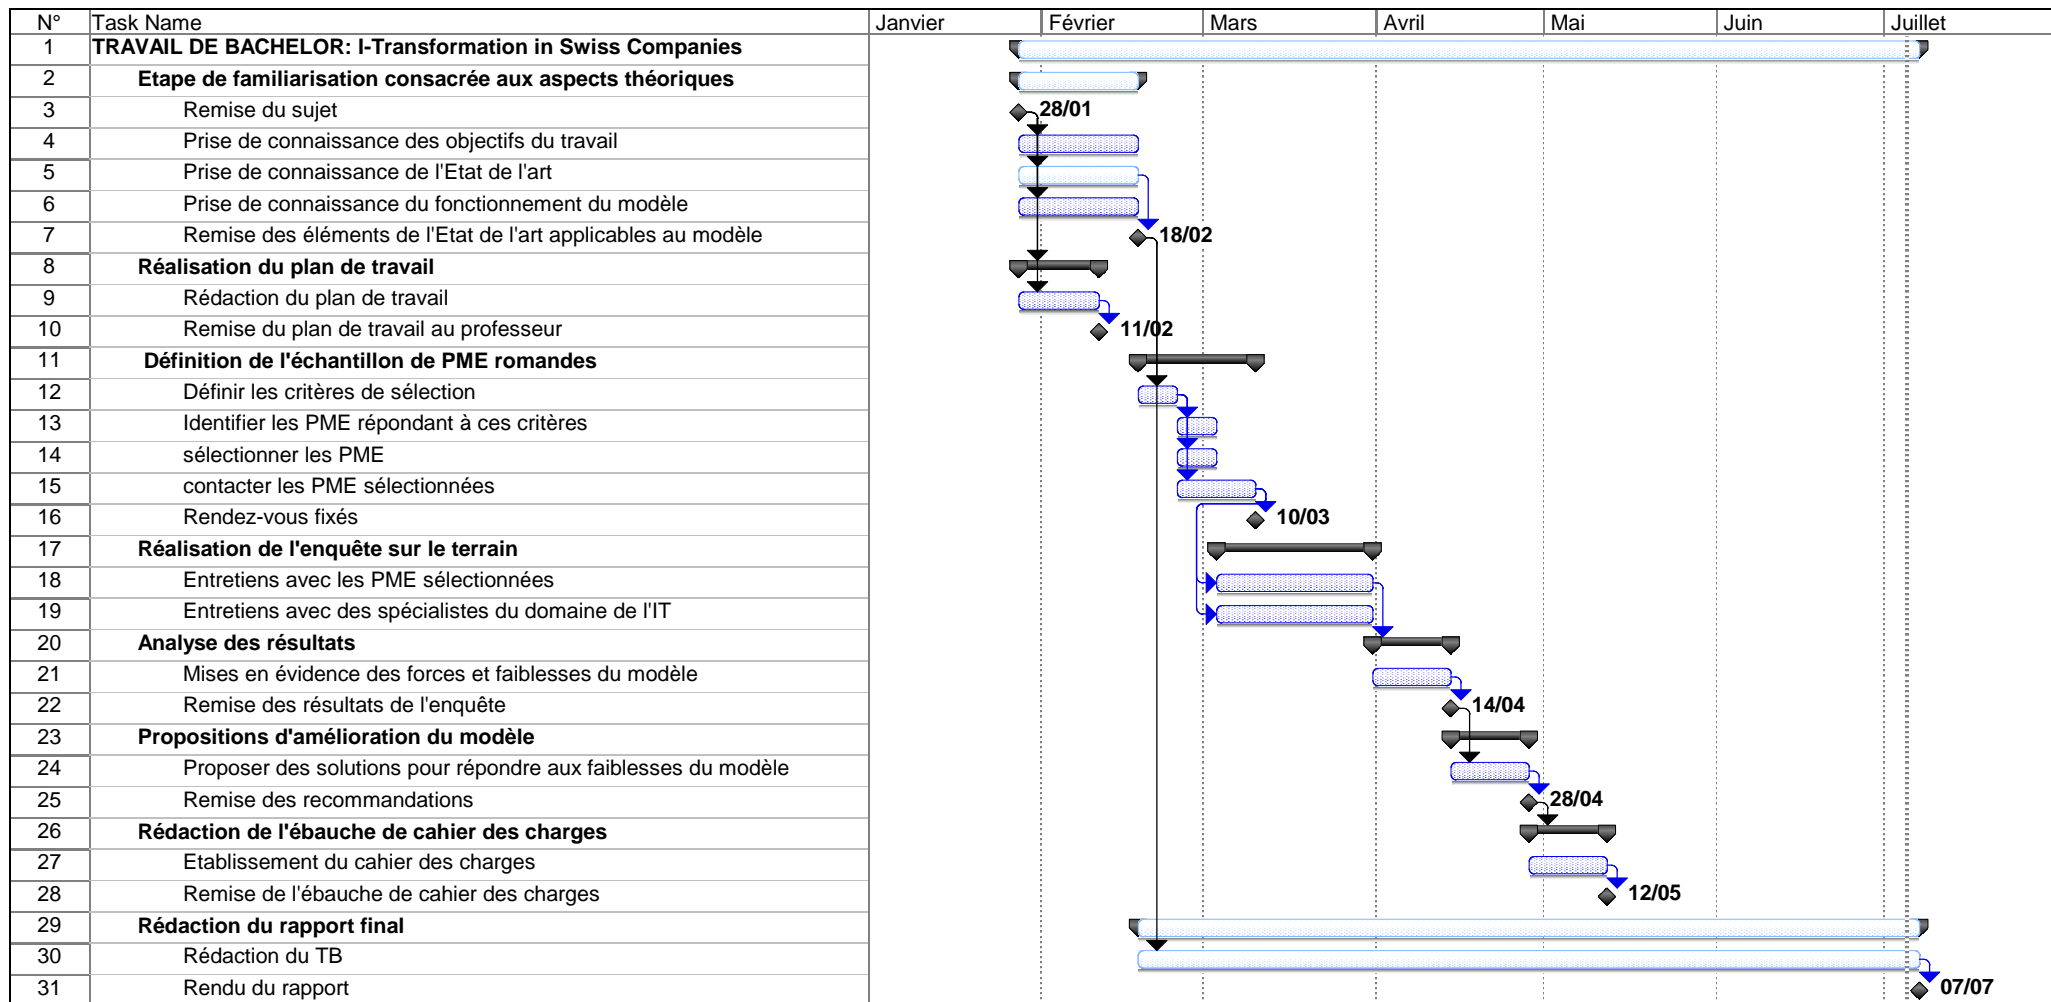 N° Task Name Janvier Février Mars Avril Mai Juin Juillet
1 TRAVAIL DE BACHELOR: I-Transformation in Swiss Companies
2 Etape de familiarisation consacrée aux aspects théoriques
3 Remise du sujet 28/01
4 Prise de connaissance des objectifs du travail
5 Prise de connaissance de l'Etat de l'art
6 Prise de connaissance du fonctionnement du modèle
7 Remise des éléments de l'Etat de l'art applicables au modèle 18/02
8 Réalisation du plan de travail
9 Rédaction du plan de travail
10 Remise du plan de travail au professeur 11/02
11 Définition de l'échantillon de PME romandes
12 Définir les critères de sélection
13 Identifier les PME répondant à ces critères
14 sélectionner les PME
15 contacter les PME sélectionnées
16 Rendez-vous fixés 10/03
17 Réalisation de l'enquête sur le terrain
18 Entretiens avec les PME sélectionnées
19 Entretiens avec des spécialistes du domaine de l'IT
20 Analyse des résultats
21 Mises en évidence des forces et faiblesses du modèle
22 Remise des résultats de l'enquête 14/04
23 Propositions d'amélioration du modèle
24 Proposer des solutions pour répondre aux faiblesses du modèle
25 Remise des recommandations 28/04
26 Rédaction de l'ébauche de cahier des charges
27 Etablissement du cahier des charges
28 Remise de l'ébauche de cahier des charges 12/05
29 Rédaction du rapport final
30 Rédaction du TB
31 Rendu du rapport 07/07